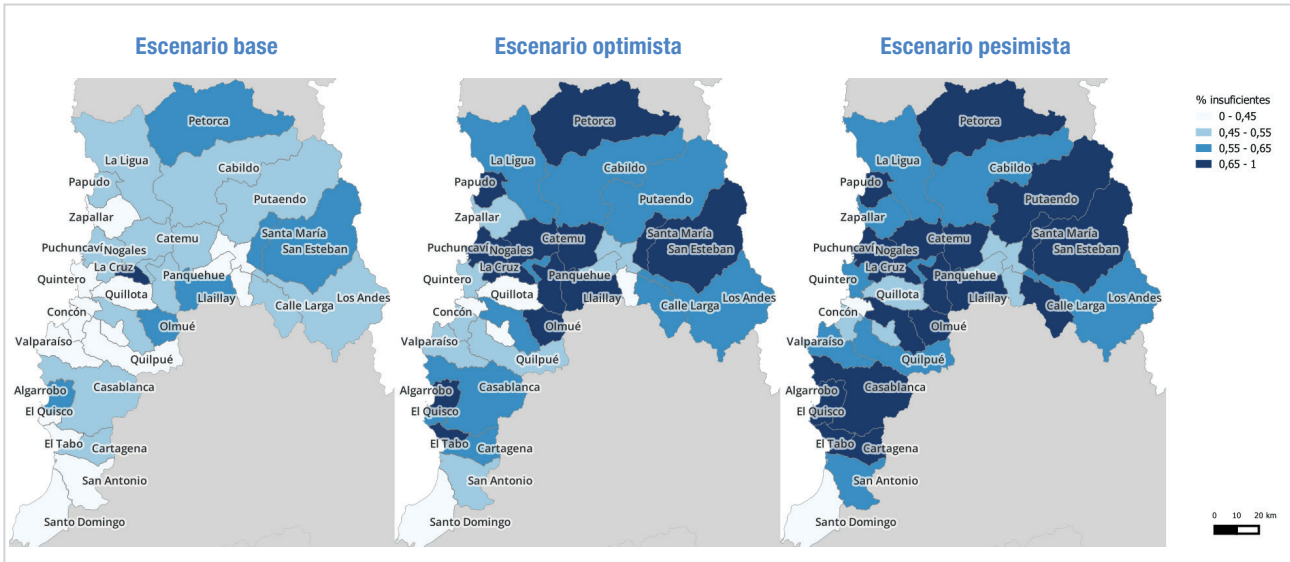 Escenario base
Escenario optimista
Escenario pesimista
Petorca
La Ligua
Cabildo
Papudo
Putaendo
Zapallar
Santa María
Catemu
Puchuncaví
Nogales
San Esteban
La Cruz
Panquehue
Quintero
Quillota
Llaillay
Los Andes
Calle Larga
Concón
Olmué
Valparaíso
Quilpué
Algarrobo
Casablanca
El Quisco
El Tabo
Cartagena
San Antonio
Santo Domingo
Petorca
La Ligua
Cabildo
Papudo
Putaendo
Zapallar
Santa María
Catemu
Puchuncaví
Nogales
San Esteban
La Cruz
Panquehue
Quintero
Quillota
Llaillay
Los Andes
Calle Larga
Concón
Olmué
Valparaíso
Quilpué
Algarrobo
Casablanca
El Quisco
El Tabo
Cartagena
San Antonio
Santo Domingo
Petorca
La Ligua
Cabildo
Papudo
Putaendo
Zapallar
Santa María
Catemu
Puchuncaví
Nogales
San Esteban
La Cruz
Panquehue
Quintero
Quillota
Llaillay
Los Andes
Calle Larga
Concón
Olmué
Valparaíso
Quilpué
Algarrobo
Casablanca
El Quisco
El Tabo
Cartagena
San Antonio
Santo Domingo
% insuficientes
0 - 0,45
0,45 - 0,55
0,55 - 0,65
0,65 - 1
0 10 20 km